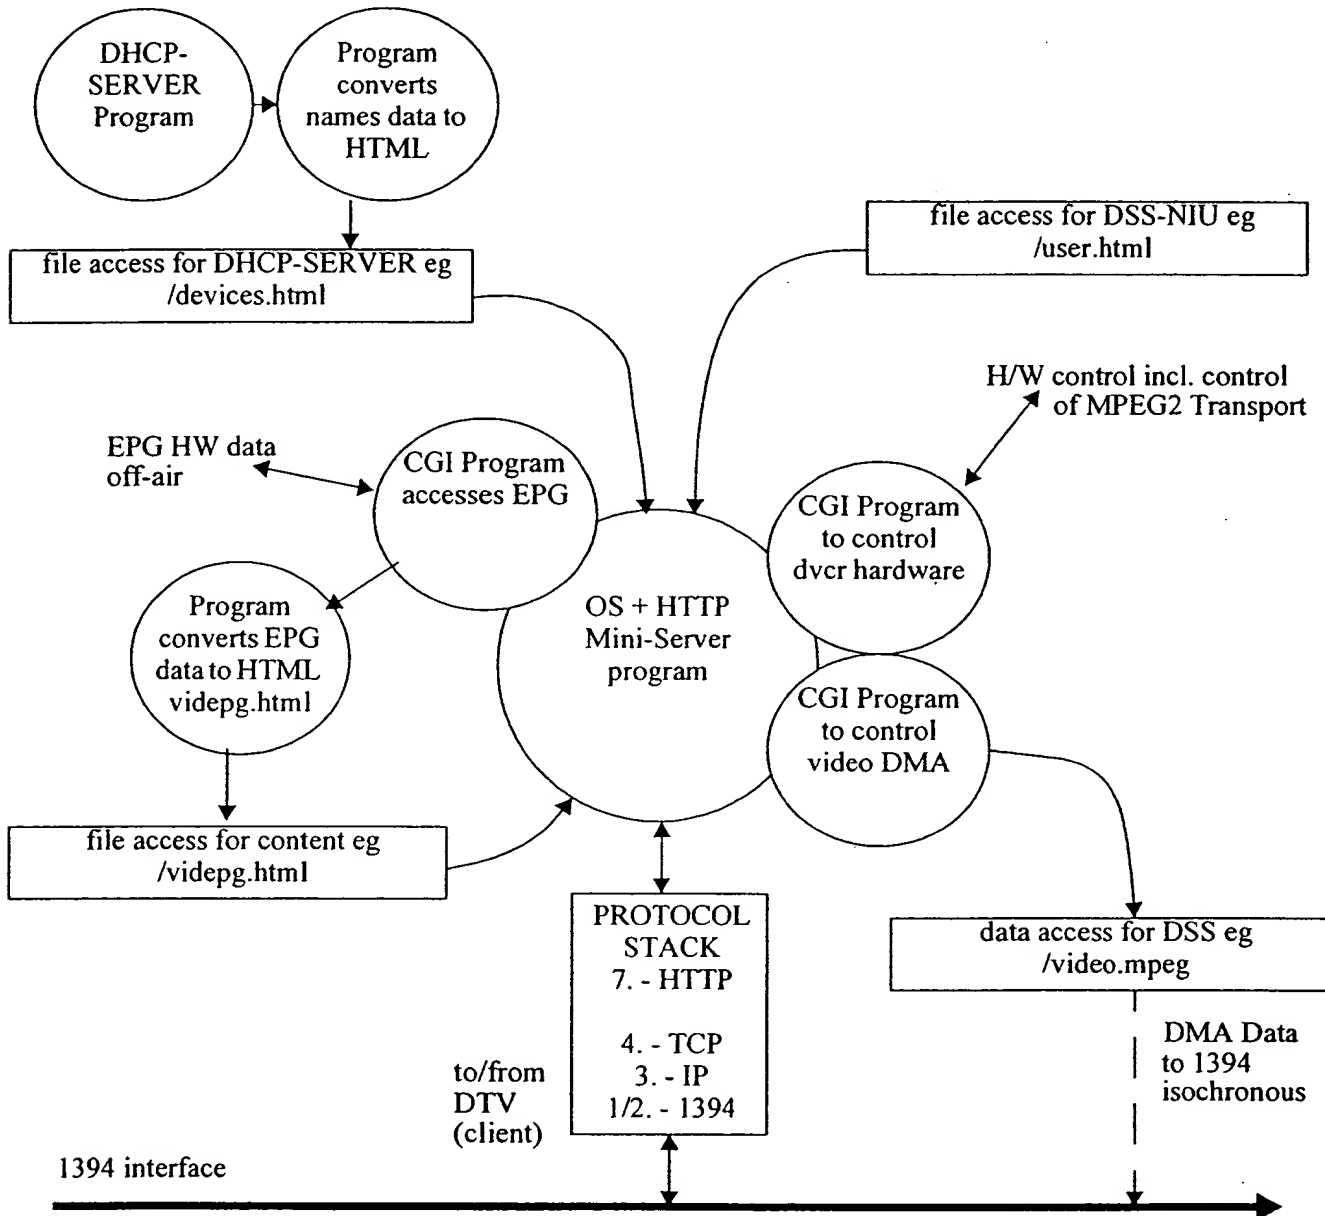 DHCP-
SERVER
Program
Program
converts
names data to
HTML
file access for DHCP-SERVER eg
/devices.html
file access for DSS-NIU eg
/user.html
H/W control incl. control
of MPEG2 Transport
EPG HW data
off-air
CGI Program
accesses EPG
CGI Program
to control
dvcr hardware
Program
converts EPG
data to HTML
videpg.html
OS + HTTP
Mini-Server
program
CGI Program
to control
video DMA
file access for content eg
/videpg.html
PROTOCOL
STACK
7. - HTTP
4. - TCP
3. - IP
1/2. - 1394
data access for DSS eg
/video.mpeg
to/from
DTV
(client)
DMA Data
to 1394
isochronous
1394 interface